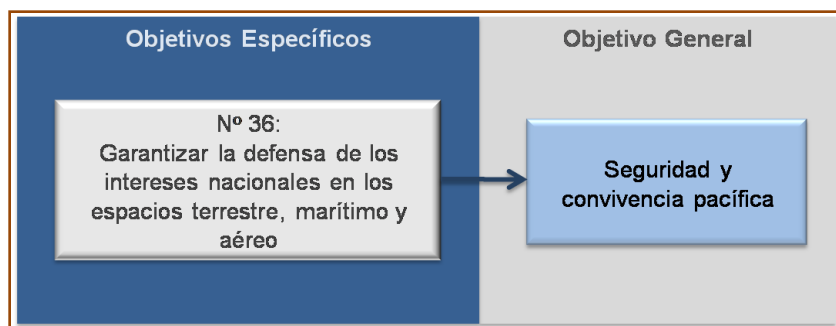 Objetivos Específicos
Objetivo General
Nº 36:
Garantizar la defensa de los
intereses nacionales en los
espacios terrestre, marítimo y
aéreo
Seguridad y
convivencia pacífica